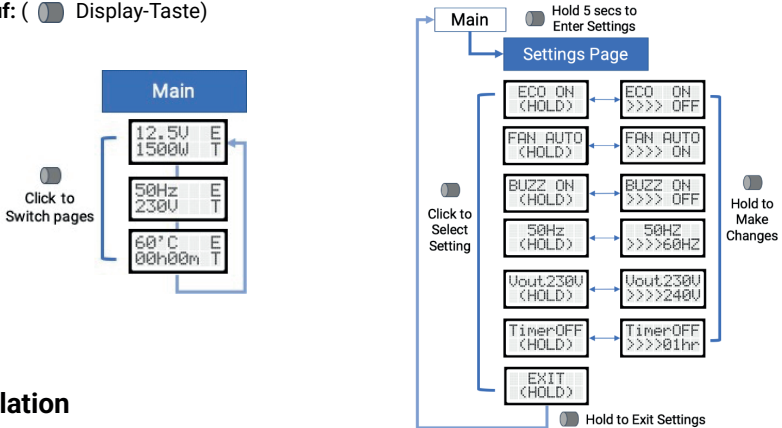 uf: ( Display-Taste)
Main
12.5V E
1500W T
50Hz E
230V T
60°C E
00h00m T
Click to
Switch pages
lation
Main
Hold 5 secs to
Enter Settings
Settings Page
ECO ON
(HOLD)
ECO ON
>>>> OFF
FAN AUTO
(HOLD)
FAN AUTO
>>>> ON
BUZZ ON
(HOLD)
BUZZ ON
>>>> OFF
50Hz
(HOLD)
50HZ
>>>>60HZ
Vout230V
(HOLD)
Vout230V
>>>>240V
TimerOFF
(HOLD)
TimerOFF
>>>>01hr
EXIT
(HOLD)
Click to
Select
Setting
Hold to
Make
Changes
Hold to Exit Settings